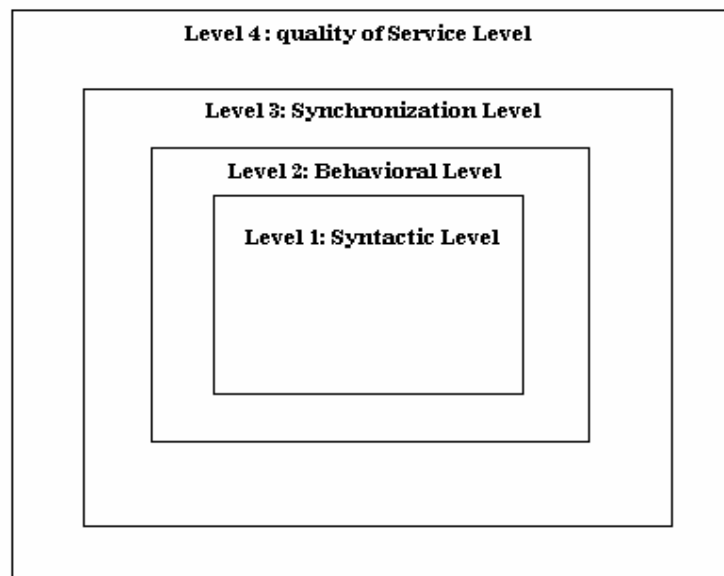 Level 4 : quality of Service Level
Level 3: Synchronization Level
Level 2: Behavioral Level
Level 1: Syntactic Level